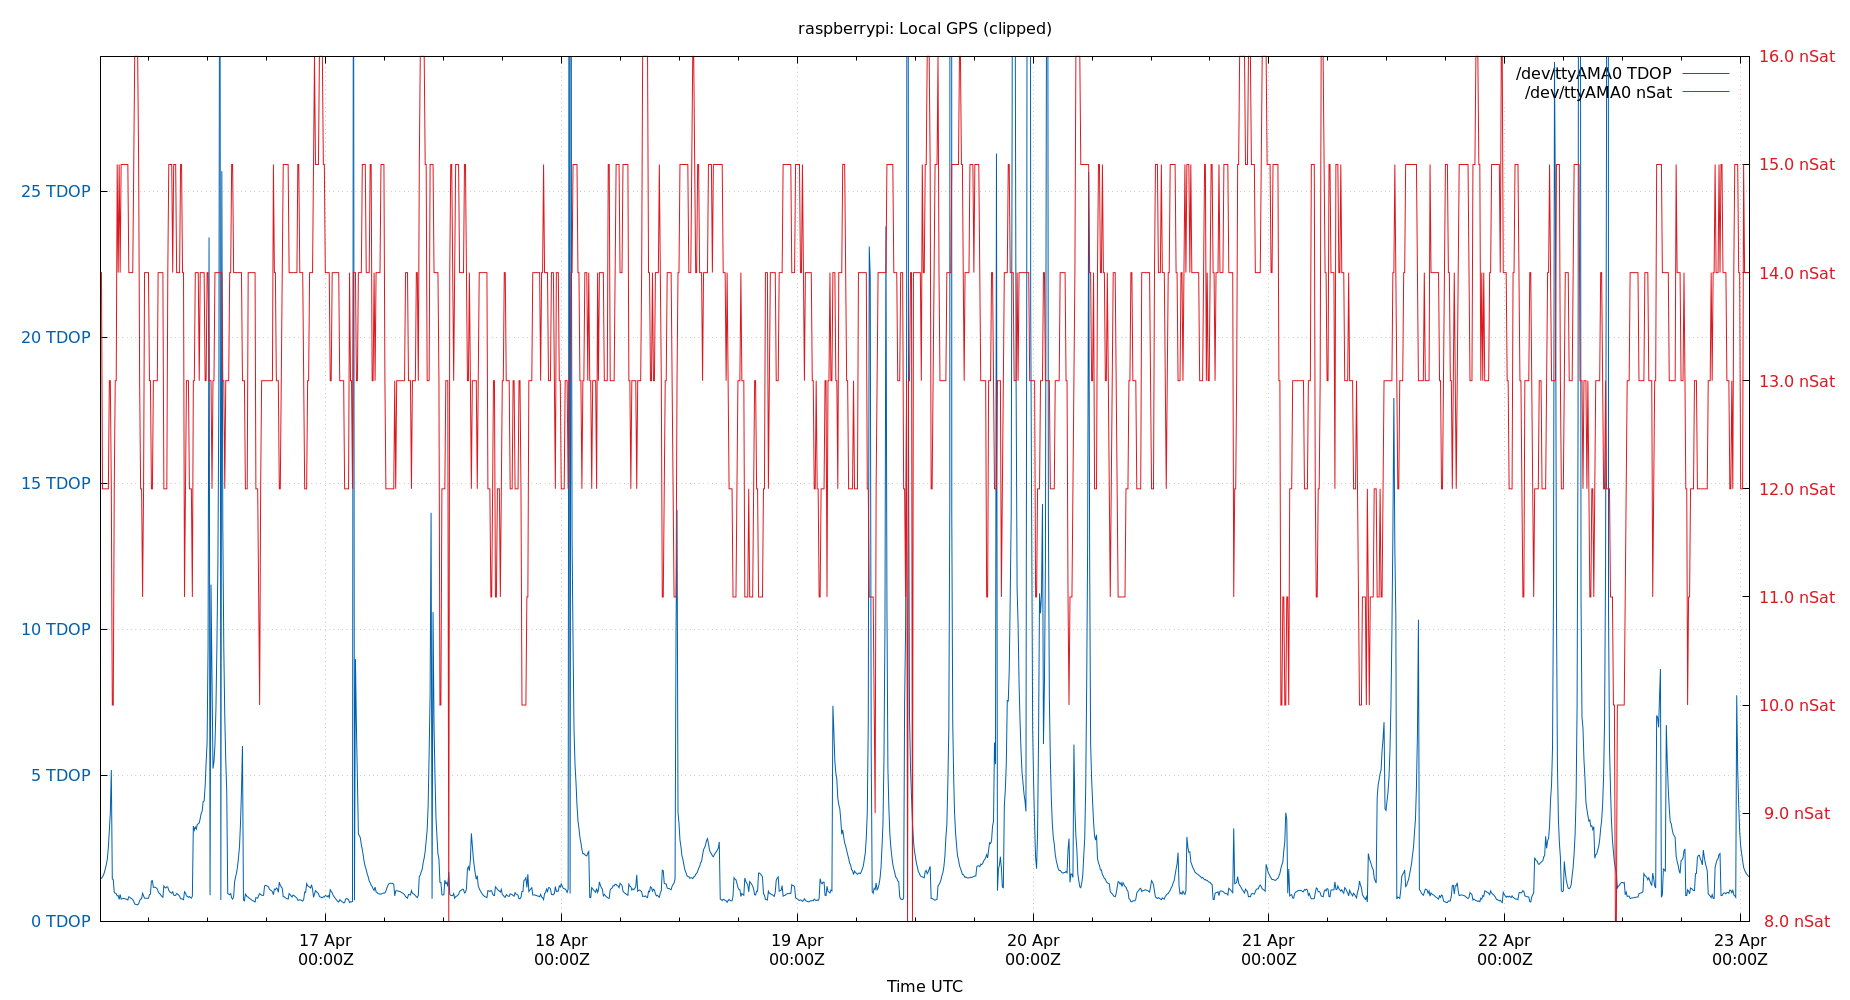 raspberrypi: Local GPS (clipped)
16.0 nSat
/dev/ttyAMA0 TDOP
/dev/ttyAMA0 nSat
15.0 nSat
25 TDOP
14.0 nSat
20 TDOP
13.0 nSat
15 TDOP
12.0 nSat
11.0 nSat
10 TDOP
10.0 nSat
5 TDOP
9.0 nSat
0 TDOP
8.0 nSat
17 Apr 18 Apr 19 Apr 20 Apr 21 Apr 22 Apr 23 Apr
00:00Z 00:00Z 00:00Z 00:00Z 00:00Z 00:00Z 00:00Z
Time UTC